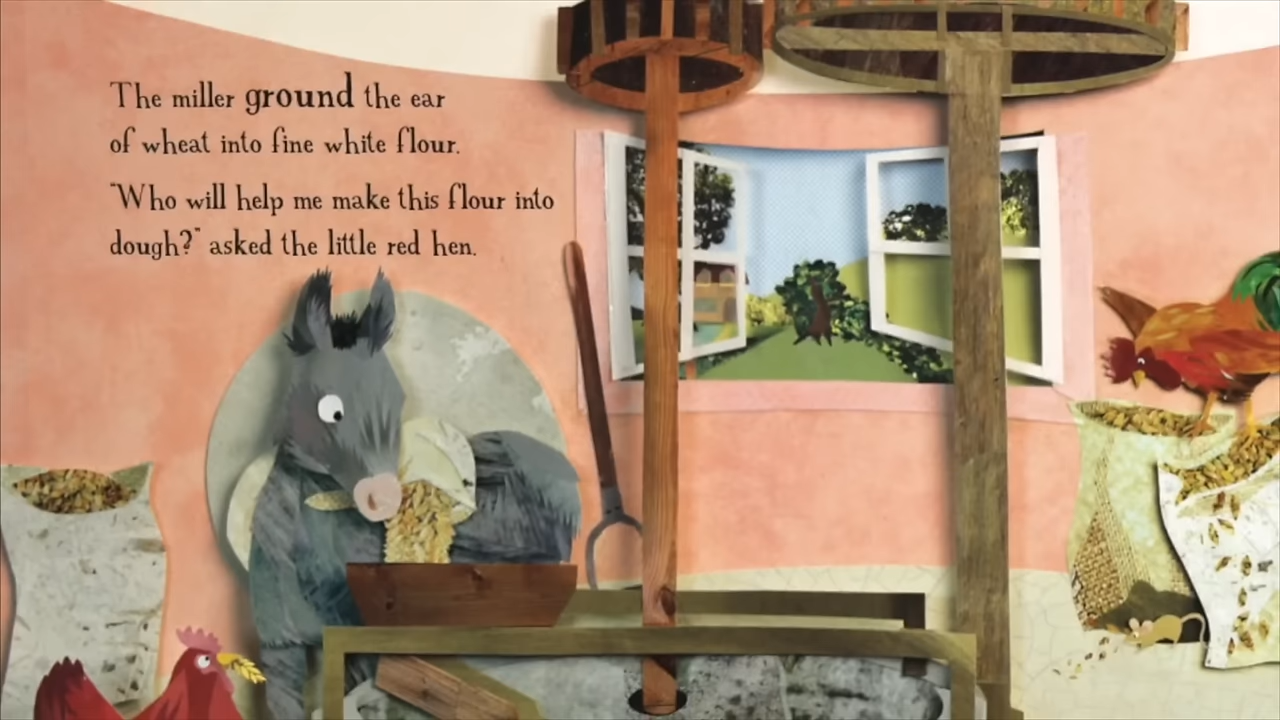 The miller ground the ear
of wheat into fine white flour.
"Who will help me make this flour into
dough?" asked the little red hen.